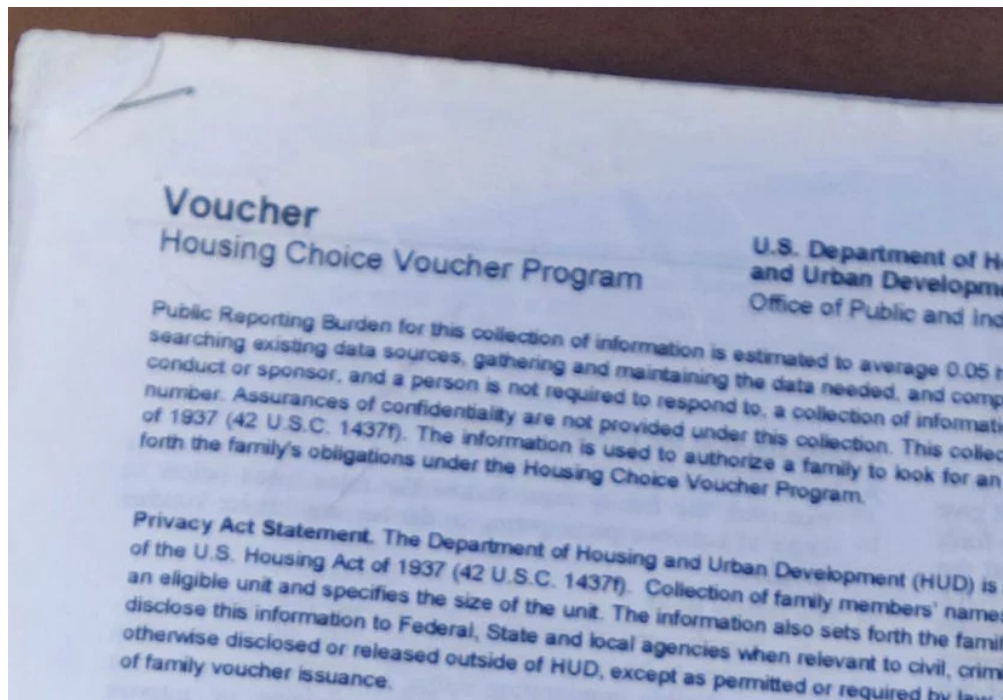 Voucher
Housing Choice Voucher Program
U.S. Department of H
and Urban Developm
Office of Public and Ind
Public Reporting Burden for this collection of information is estimated to average 0.05 h
searching existing data sources, gathering and maintaining the data needed, and comp
conduct or sponsor, and a person is not required to respond to, a collection of informati
number. Assurances of confidentiality are not provided under this collection. This collec
of 1937 (42 U.S.C. 1437f). The information is used to authorize a family to look for an
forth the family's obligations under the Housing Choice Voucher Program.
Privacy Act Statement. The Department of Housing and Urban Development (HUD) is
of the U.S. Housing Act of 1937 (42 U.S.C. 1437f). Collection of family members' name
an eligible unit and specifies the size of the unit. The information also sets forth the famil
disclose this information to Federal, State and local agencies when relevant to civil, crim
otherwise disclosed or released outside of HUD, except as permitted or required by law
of family voucher issuance.